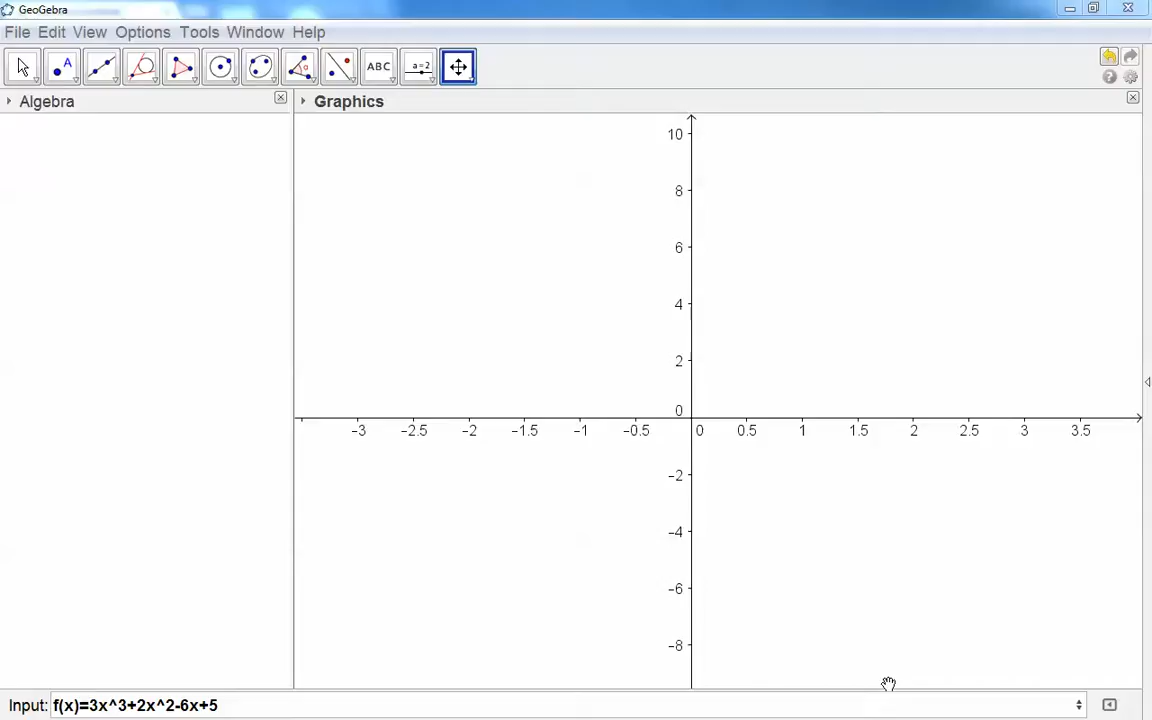 GeoGebra
File Edit View Options Tools Window Help
A ABC a=2
Algebra
Graphics
10
8
6
4
2
0
−3 −2.5 −2 −1.5 −1 −0.5 0 0.5 1 1.5 2 2.5 3 3.5
−2
−4
−6
−8
Input: f(x)=3x^3+2x^2-6x+5